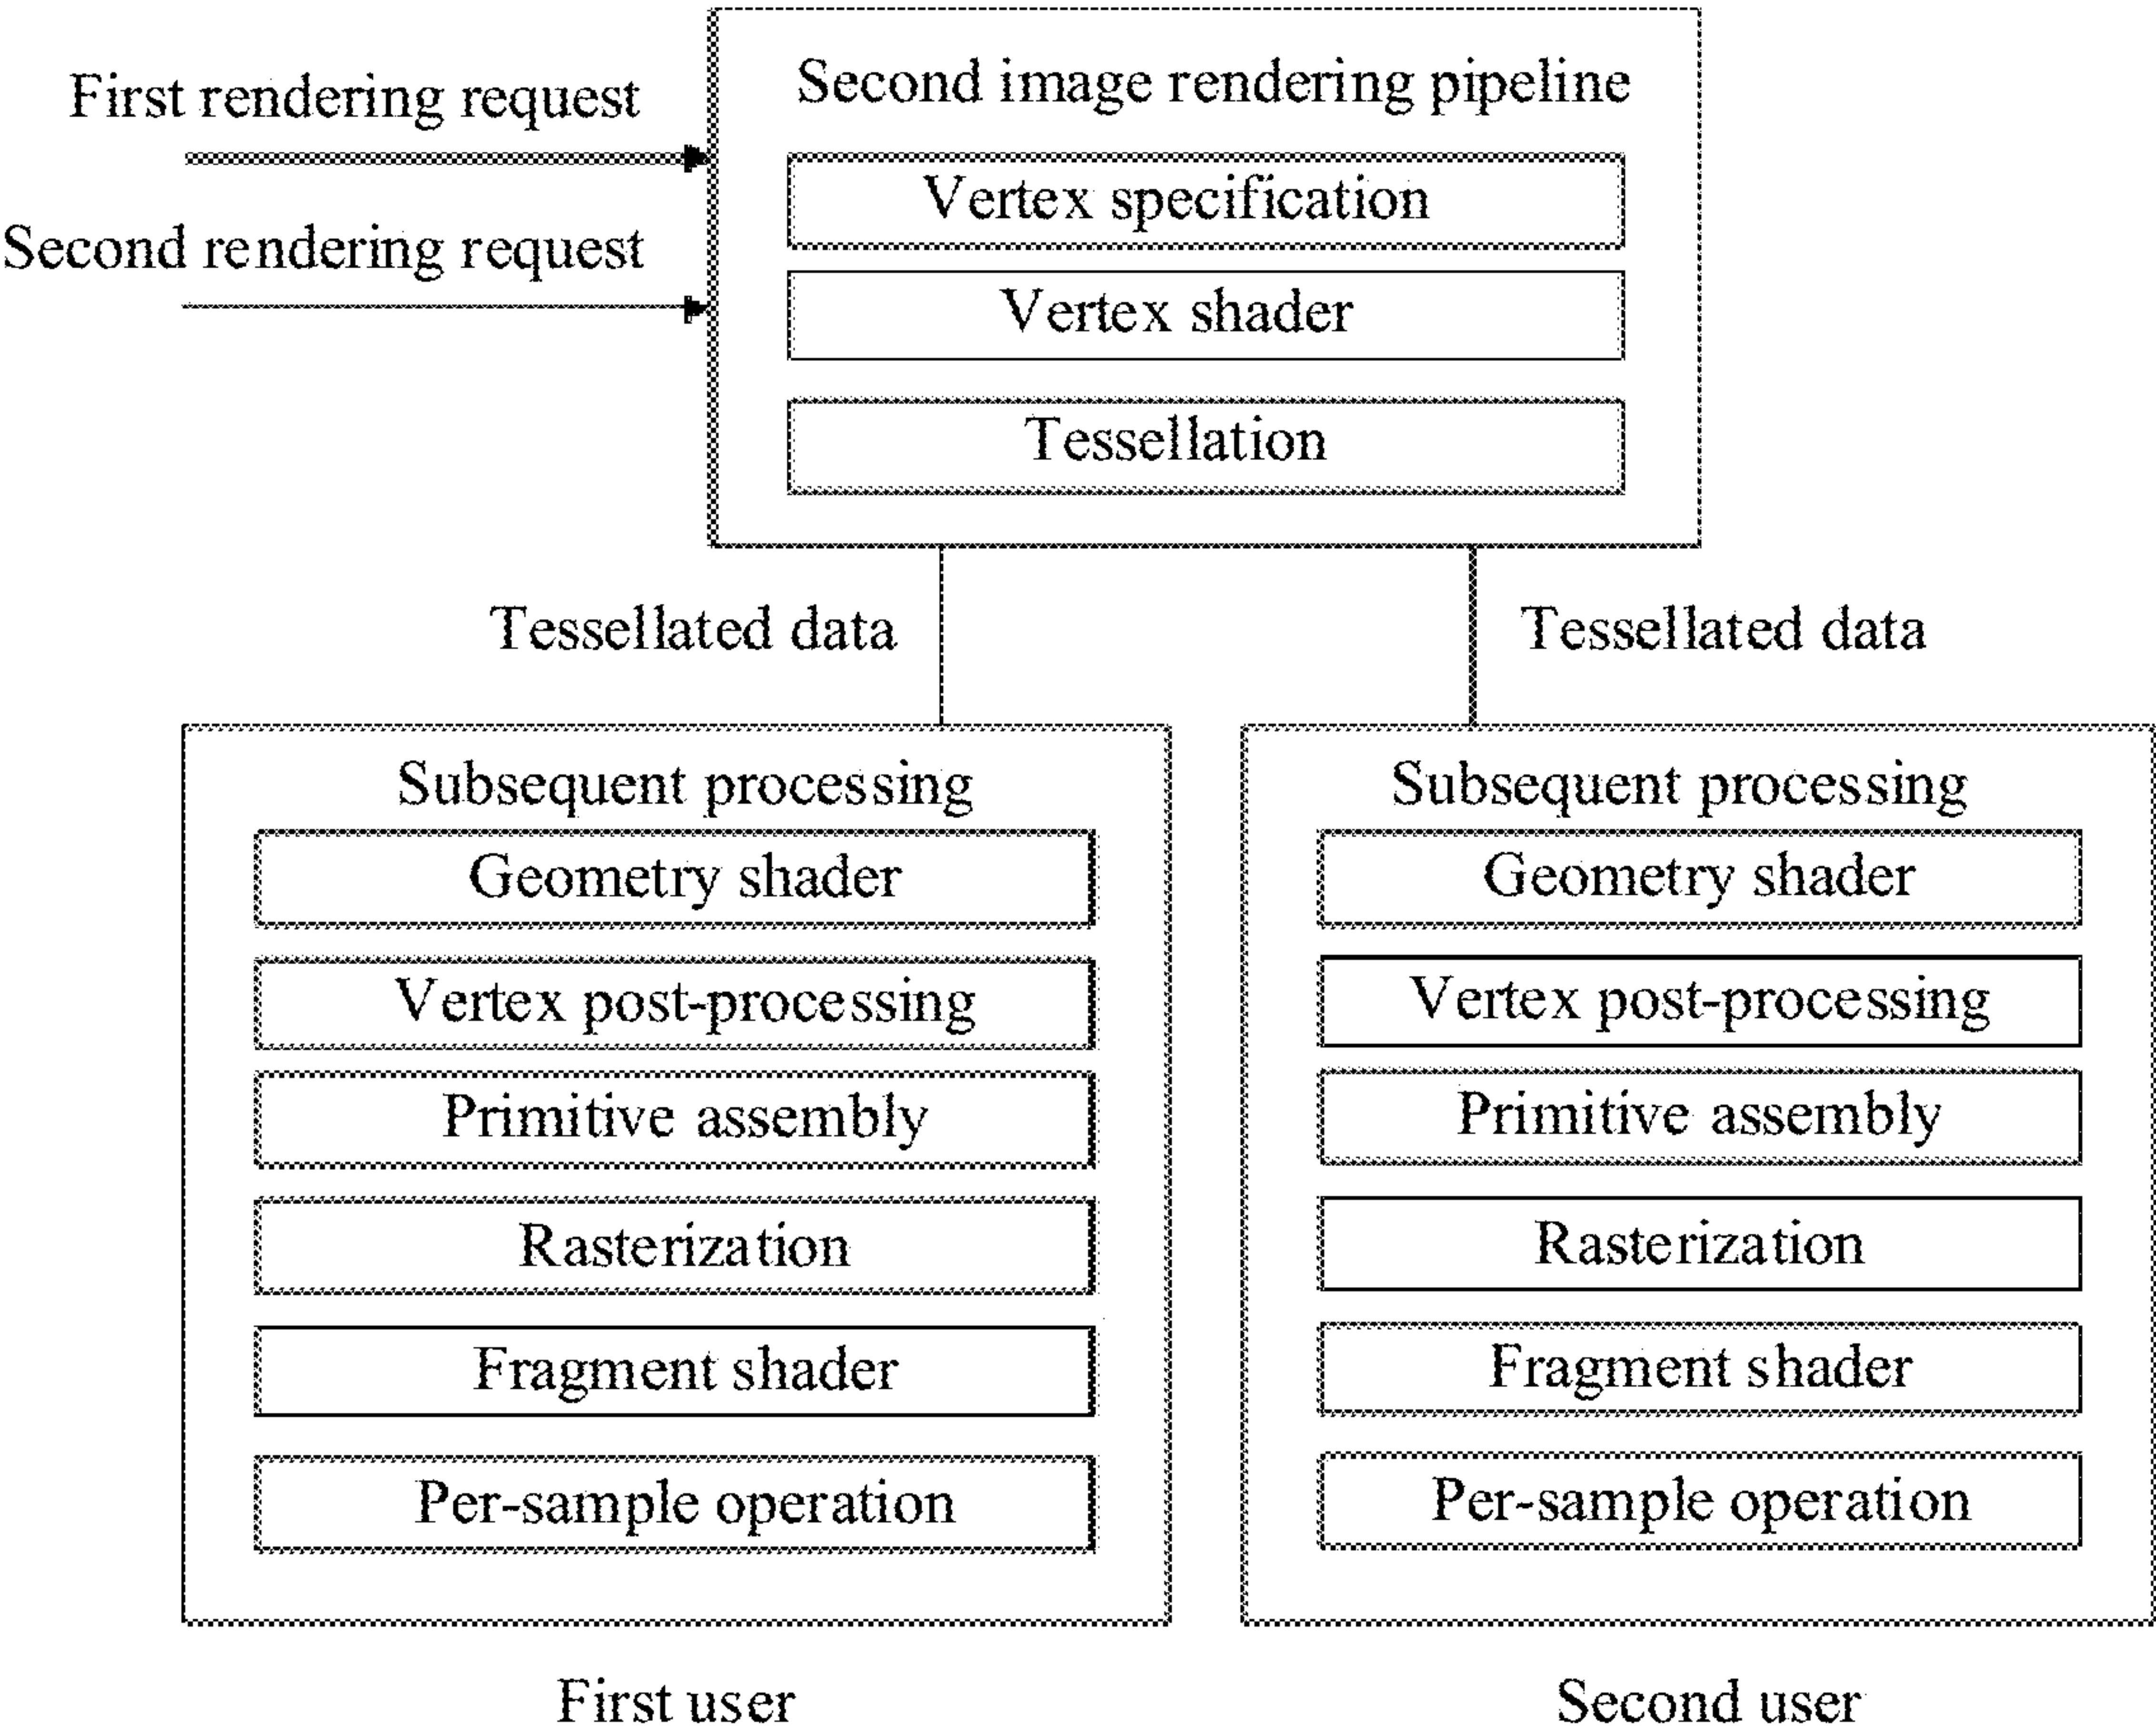 First rendering request
Second rendering request
Second image rendering pipeline
Vertex specification
Vertex shader
Tessellation
Tessellated data
Tessellated data
Subsequent processing
Geometry shader
Vertex post-processing
Primitive assembly
Rasterization
Fragment shader
Per-sample operation
First user
Subsequent processing
Geometry shader
Vertex post-processing
Primitive assembly
Rasterization
Fragment shader
Per-sample operation
Second user